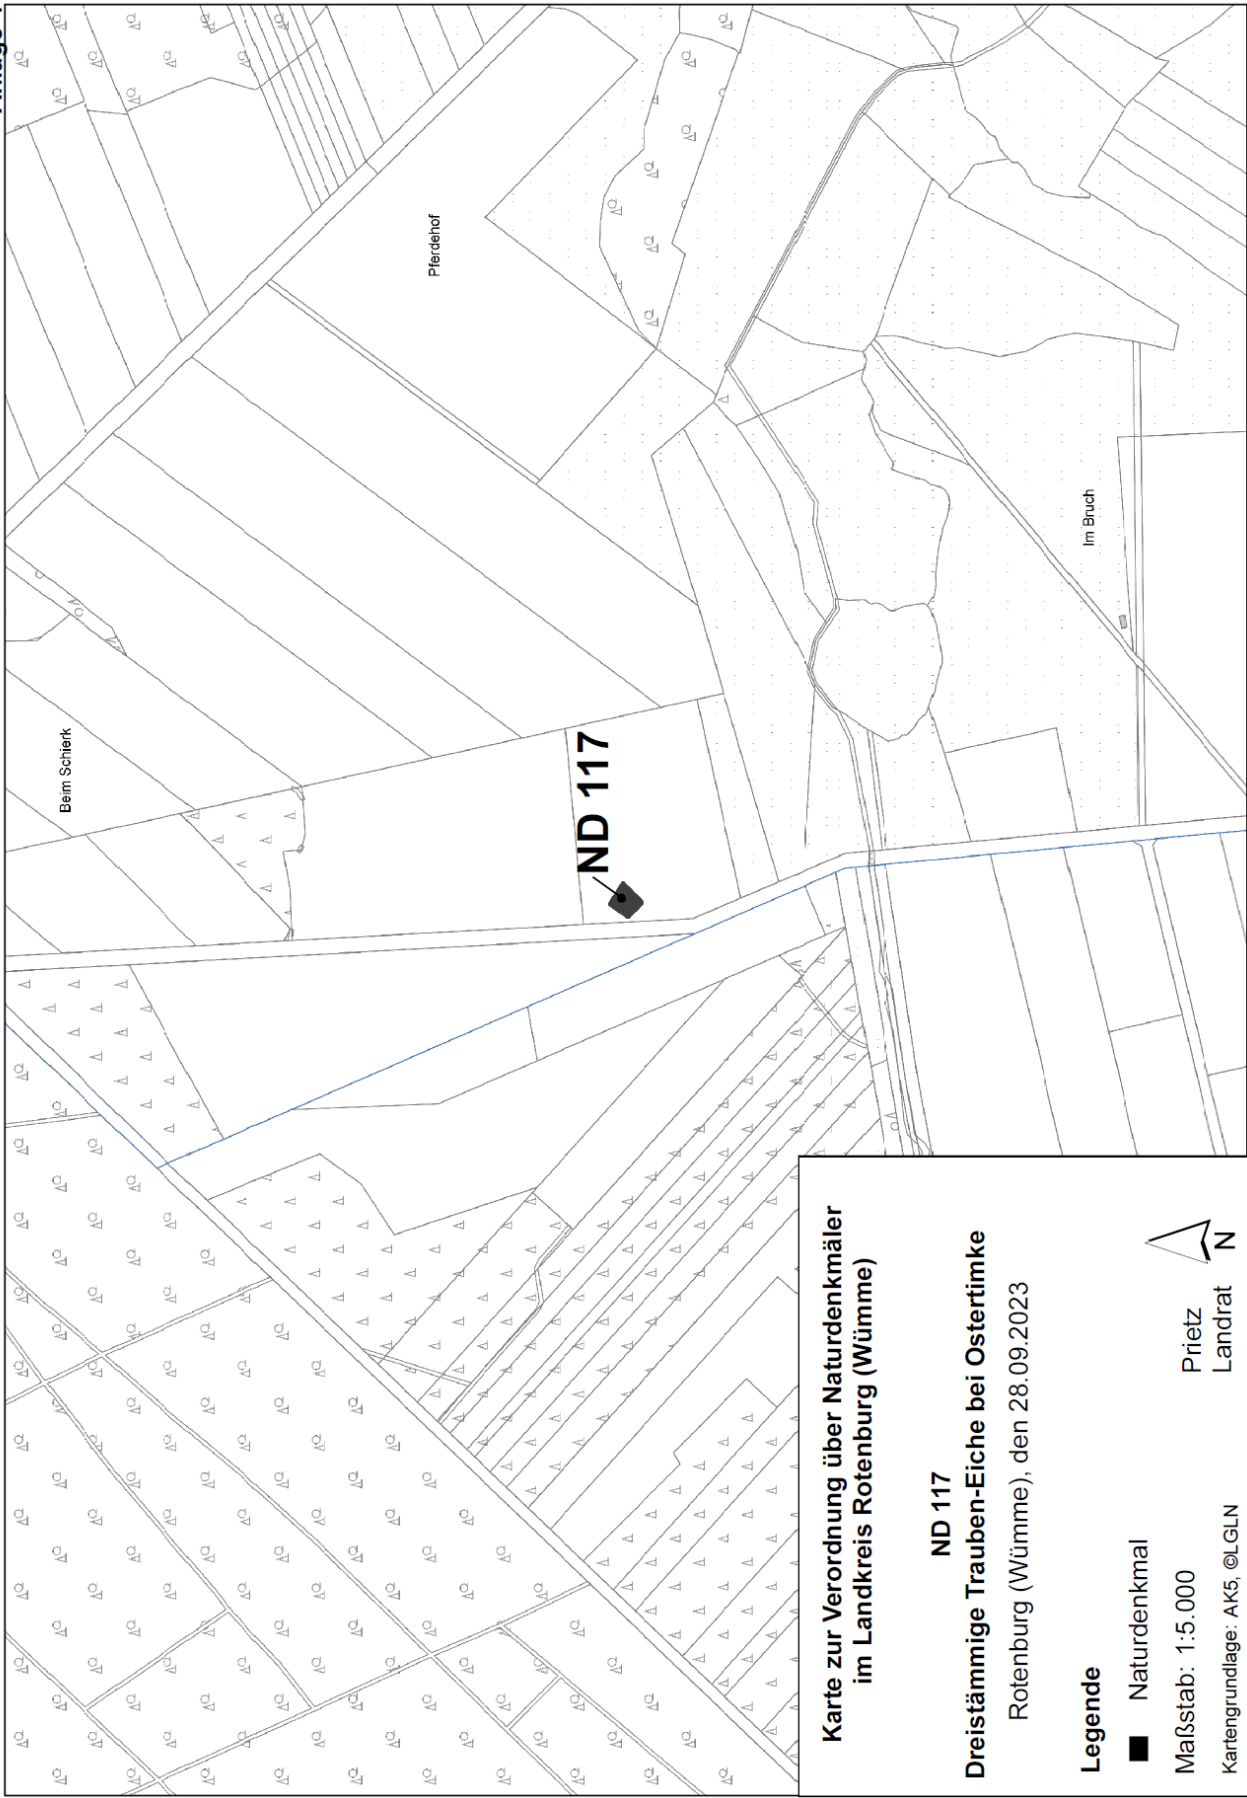 Beim Schierk
Pferdehof
ND 117
Im Bruch
Karte zur Verordnung über Naturdenkmäler
im Landkreis Rotenburg (Wümme)
ND 117
Dreistämmige Trauben-Eiche bei Ostertimke
Rotenburg (Wümme), den 28.09.2023
Legende
Naturdenkmal
Maßstab: 1:5.000
Prietz
Landrat
N
Kartengrundlage: AK5, ©LGLN